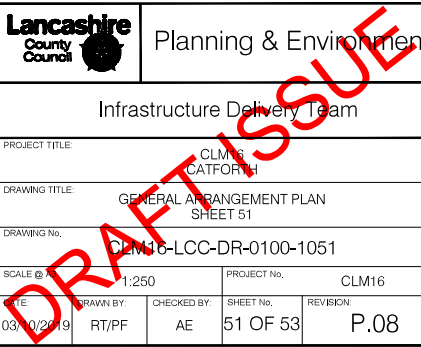 Lancashire
County
Council
Planning & Environmen
Infrastructure Delivery Team
PROJECT TITLE:
CLM16
CATFORTH
DRAWING TITLE:
GENERAL ARRANGEMENT PLAN
SHEET 51
DRAWING No.
CLM16-LCC-DR-0100-1051
SCALE @
1:250
PROJECT No.
CLM16
DATE:
03/10/2019
DRAWN BY:
RT/PF
CHECKED BY:
AE
SHEET No.
51 OF 53
REVISION:
P.08
DRAFT ISSUE